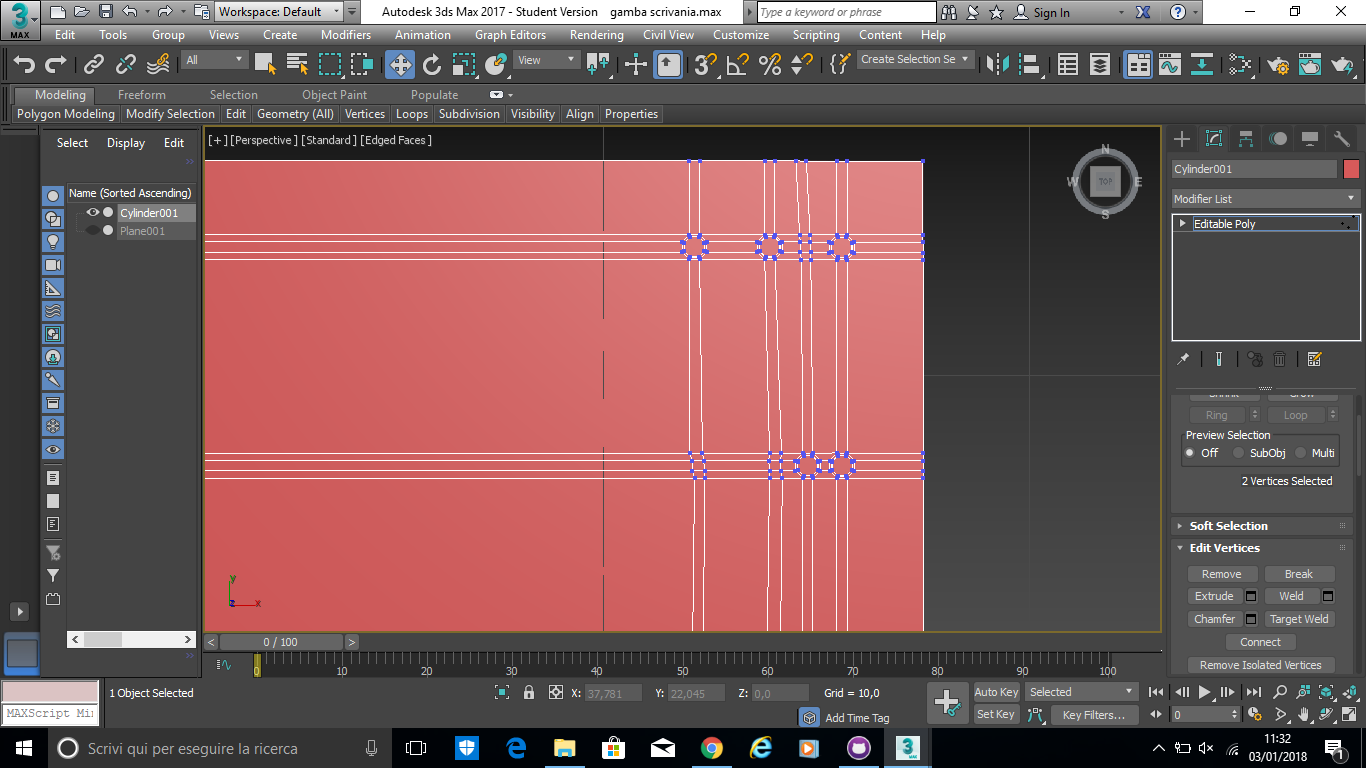 3
MAX
Workspace: Default
Autodesk 3ds Max 2017 - Student Version    gamba scrivania.max
Type a keyword or phrase
Sign In
Edit Tools Group Views Create Modifiers Animation Graph Editors Rendering Civil View Customize Scripting Content Help
All
View
Create Selection Se
Modeling Freeform Selection Object Paint Populate
Polygon Modeling Modify Selection Edit Geometry (All) Vertices Loops Subdivision Visibility Align Properties
Select Display Edit
Name (Sorted Ascending)
Cylinder001
Plane001
[+] [Perspective ] [Standard ] [Edged Faces ]
N
W TOP E
S
y
z x
Cylinder001
Modifier List
Editable Poly
Shrink Grow
Ring Loop
Preview Selection
Off SubObj Multi
2 Vertices Selected
Soft Selection
Edit Vertices
Remove Break
Extrude Weld
Chamfer Target Weld
Connect
Remove Isolated Vertices
< 0 / 100 >
0 10 20 30 40 50 60 70 80 90 100
1 Object Selected
X: 37,781 Y: 22,045 Z: 0,0 Grid = 10,0
Add Time Tag
Auto Key Selected
Set Key Key Filters...
0
MAXScript Mi
Scrivi qui per eseguire la ricerca
3
MAX
11:32
03/01/2018
1